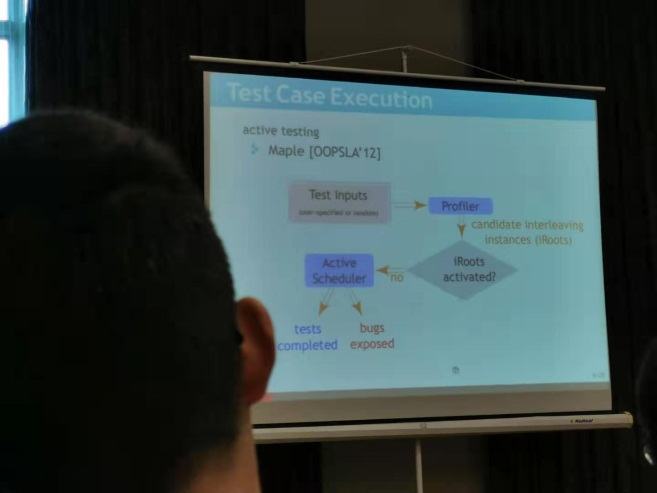 Test Case Execution
active testing
Maple [OOPSLA'12]
Test Inputs
(user-specified or random)
Profiler
candidate interleaving
instances (iRoots)
iRoots
activated?
no
Active
Scheduler
tests
completed
bugs
exposed